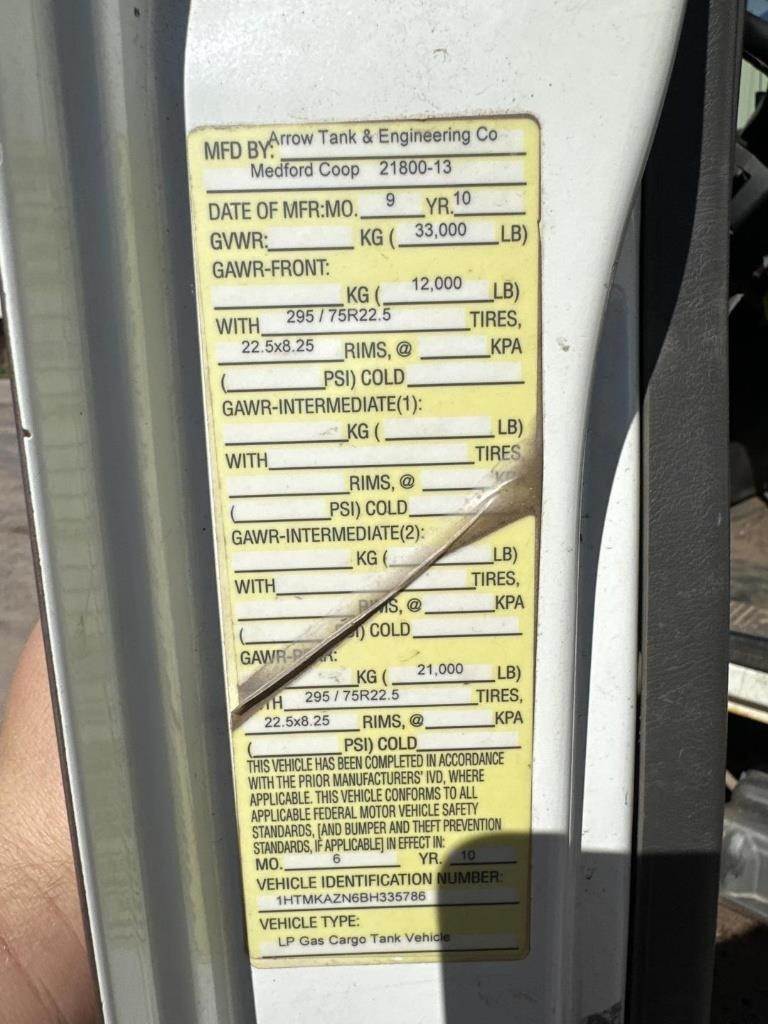 MFD BY: Arrow Tank & Engineering Co
Medford Coop 21800-13
DATE OF MFR:MO. 9 YR. 10
GVWR: KG ( 33,000 LB)
GAWR-FRONT:
KG ( 12,000 LB)
WITH 295 / 75R22.5 TIRES,
22.5x8.25 RIMS, @ KPA
( PSI) COLD
GAWR-INTERMEDIATE(1):
KG ( LB)
WITH TIRES
RIMS, @
( PSI) COLD
GAWR-INTERMEDIATE(2):
KG ( LB)
WITH TIRES,
RIMS, @ KPA
( ) COLD
KG ( 21,000 LB)
295 / 75R22.5 TIRES,
22.5x8.25 RIMS, @ KPA
( PSI) COLD
THIS VEHICLE HAS BEEN COMPLETED IN ACCORDANCE
WITH THE PRIOR MANUFACTURERS' IVD, WHERE
APPLICABLE. THIS VEHICLE CONFORMS TO ALL
APPLICABLE FEDERAL MOTOR VEHICLE SAFETY
STANDARDS, [AND BUMPER AND THEFT PREVENTION
STANDARDS, IF APPLICABLE] IN EFFECT IN:
MO. 6 YR. 10
VEHICLE IDENTIFICATION NUMBER:
1HTMKAZN6BH335786
VEHICLE TYPE:
LP Gas Cargo Tank Vehicle